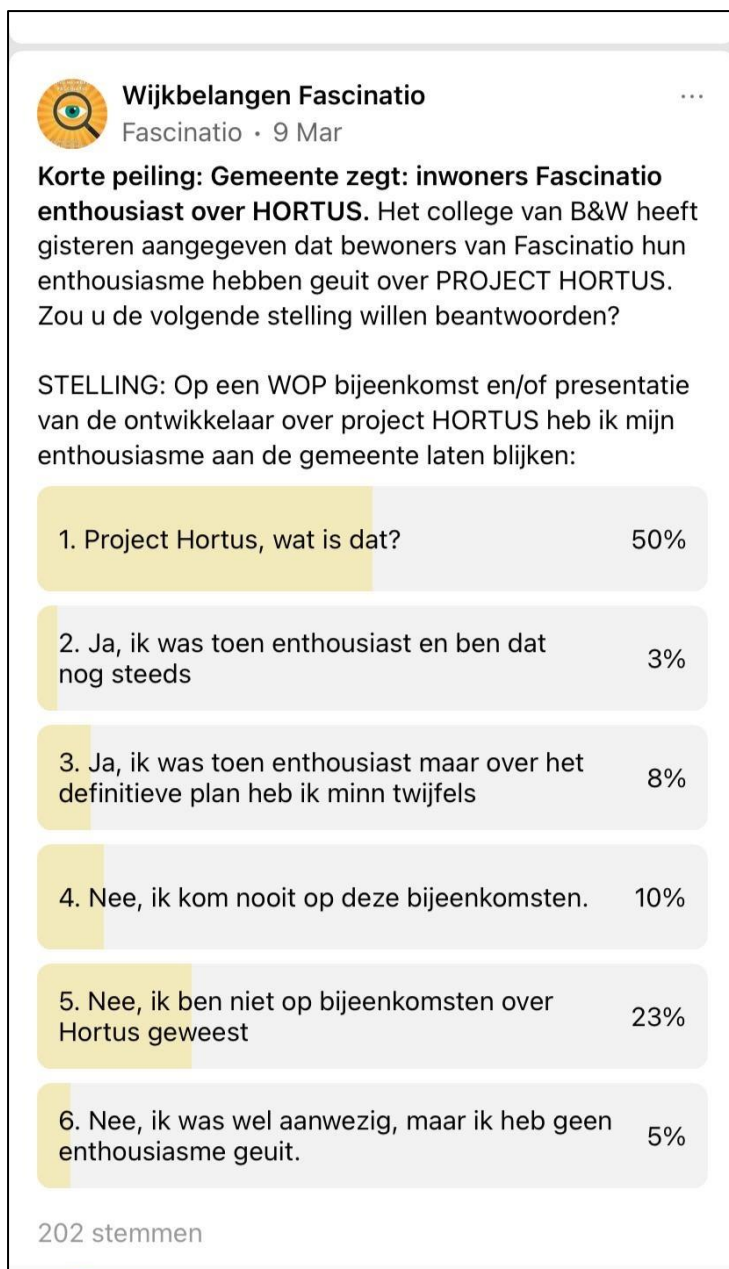 Wijkbelangen Fascinatio
Fascinatio · 9 Mar
Korte peiling: Gemeente zegt: inwoners Fascinatio
enthousiast over HORTUS. Het college van B&W heeft
gisteren aangegeven dat bewoners van Fascinatio hun
enthousiasme hebben geuit over PROJECT HORTUS.
Zou u de volgende stelling willen beantwoorden?
STELLING: Op een WOP bijeenkomst en/of presentatie
van de ontwikkelaar over project HORTUS heb ik mijn
enthousiasme aan de gemeente laten blijken:
1. Project Hortus, wat is dat? 50%
2. Ja, ik was toen enthousiast en ben dat
nog steeds 3%
3. Ja, ik was toen enthousiast maar over het
definitieve plan heb ik minn twijfels 8%
4. Nee, ik kom nooit op deze bijeenkomsten. 10%
5. Nee, ik ben niet op bijeenkomsten over
Hortus geweest 23%
6. Nee, ik was wel aanwezig, maar ik heb geen
enthousiasme geuit. 5%
202 stemmen